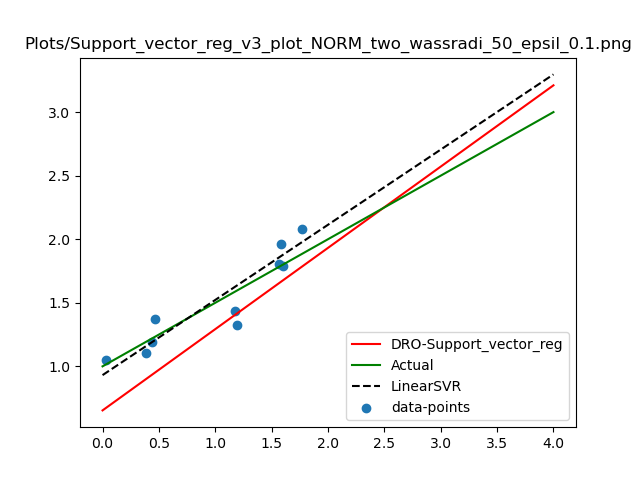 Plots/Support_vector_reg_v3_plot_NORM_two_wassradi_50_epsil_0.1.png
3.0
2.5
2.0
1.5
1.0
DRO-Support_vector_reg
Actual
LinearSVR
data-points
0.0 0.5 1.0 1.5 2.0 2.5 3.0 3.5 4.0